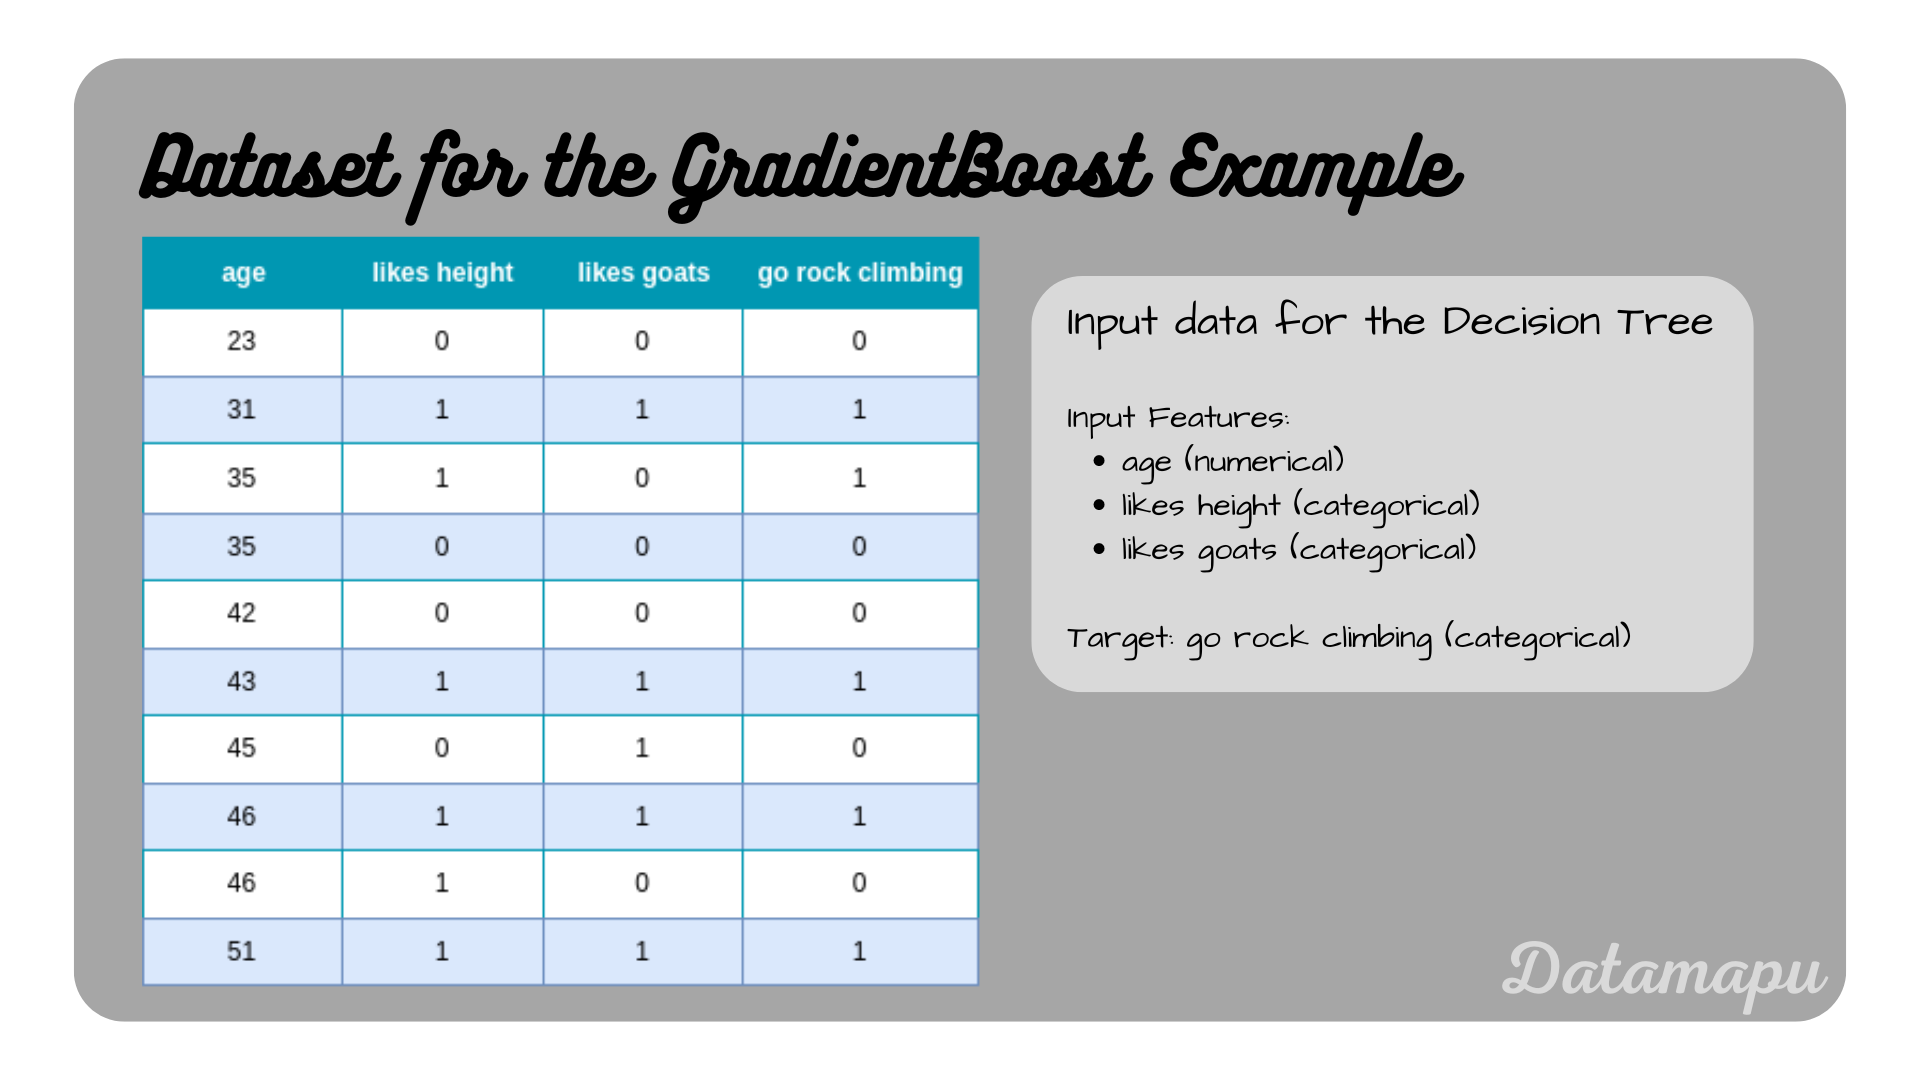 Dataset for the GradientBoost Example
age likes height likes goats go rock climbing
23 0 0 0
31 1 1 1
35 1 0 1
35 0 0 0
42 0 0 0
43 1 1 1
45 0 1 0
46 1 1 1
46 1 0 0
51 1 1 1
Input data for the Decision Tree
Input Features:
• age (numerical)
• likes height (categorical)
• likes goats (categorical)
Target: go rock climbing (categorical)
Datamapu